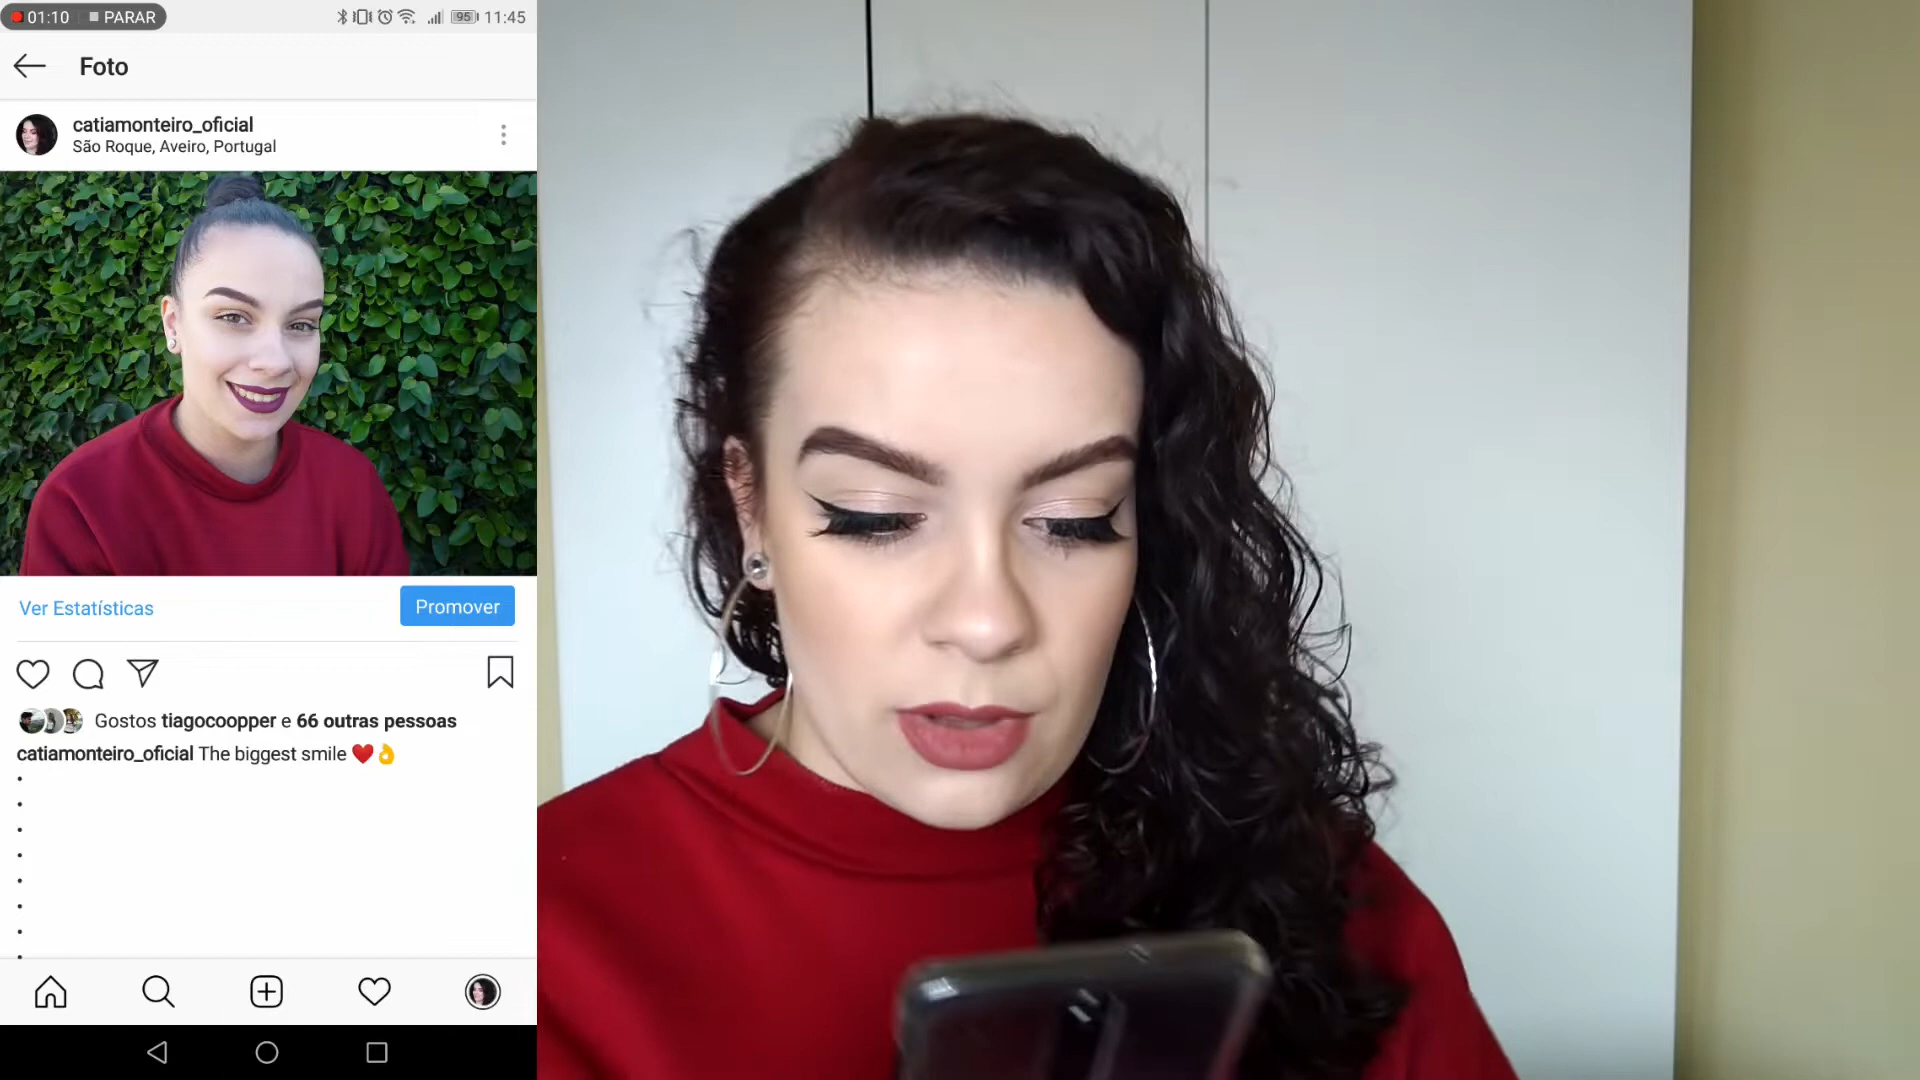 01:10 PARAR 95 11:45
Foto
catiamonteiro_oficial
São Roque, Aveiro, Portugal
Ver Estatísticas Promover
Gostos tiagocoopper e 66 outras pessoas
catiamonteiro_oficial The biggest smile ❤️👌
.
.
.
.
.
.
.
.